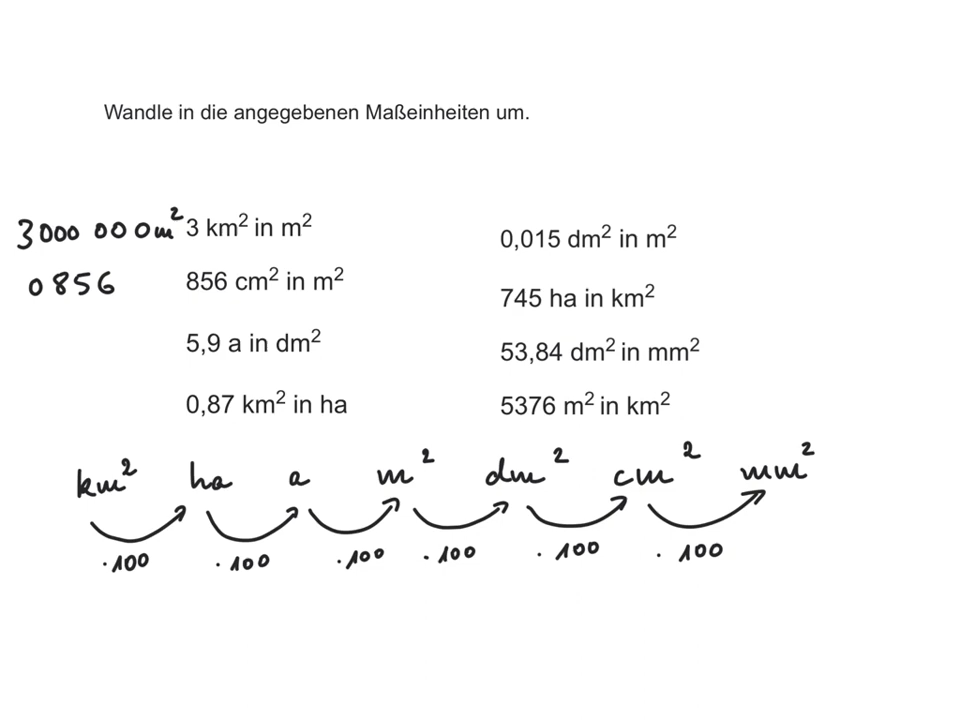 Wandle in die angegebenen Maßeinheiten um.
3000 000m² 3 km² in m²
0856 856 cm² in m²
5,9 a in dm²
0,87 km² in ha
0,015 dm² in m²
745 ha in km²
53,84 dm² in mm²
5376 m² in km²
km² ha a m² dm² cm² mm²
·100 ·100 ·100 ·100 ·100 ·100